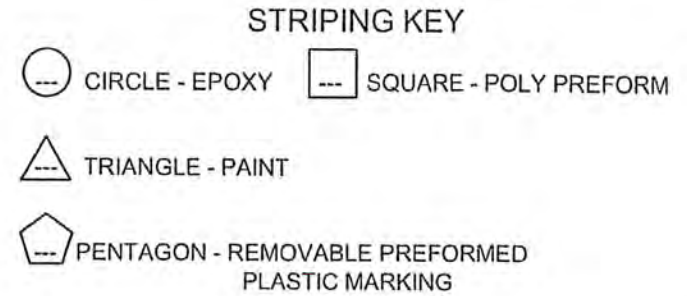 STRIPING KEY
--- CIRCLE - EPOXY --- SQUARE - POLY PREFORM
--- TRIANGLE - PAINT
--- PENTAGON - REMOVABLE PREFORMED
PLASTIC MARKING